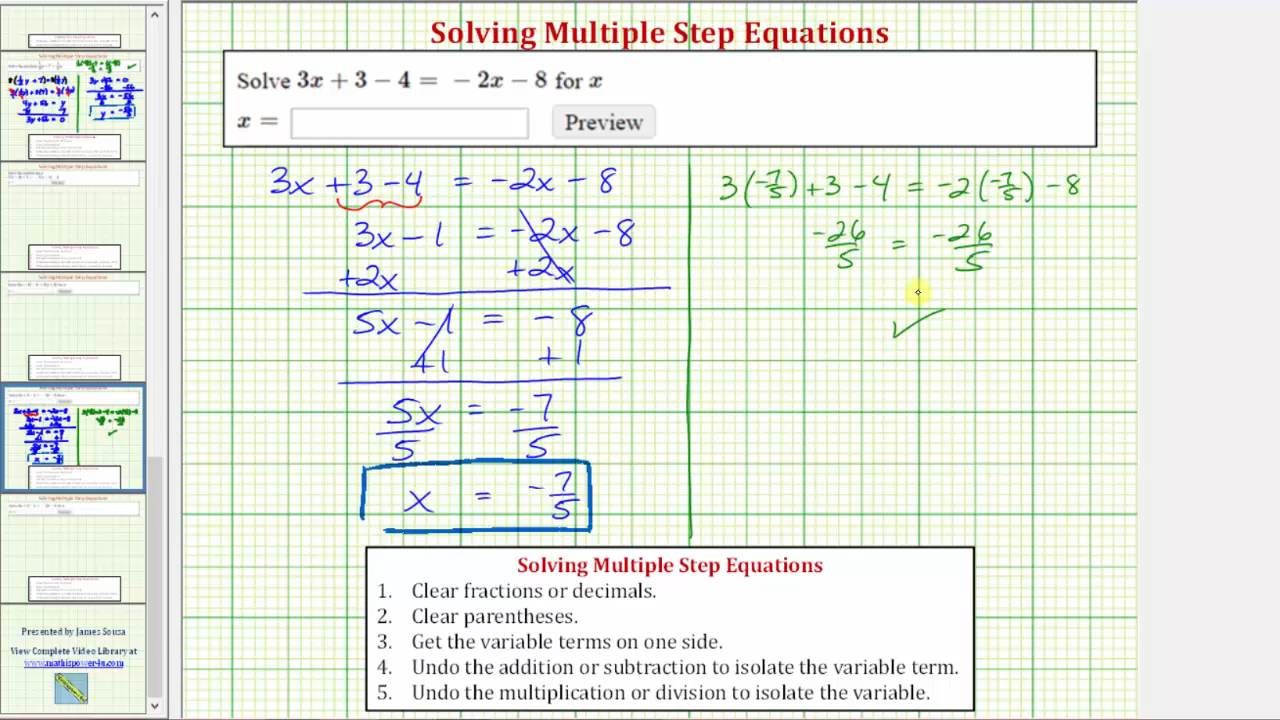 Solving Multiple Step Equations
Solve 3x + 3 − 4 = − 2x − 8 for x
x =
Preview
3x +3 −4 = −2x − 8
3x − 1 = −2x − 8
+2x +2x
5x − 1 = − 8
+1 + 1
5x/5 = −7/5
x = −7/5
3(−7/5) +3 − 4 = −2(−7/5) − 8
−26/5 = −26/5
✓
Solving Multiple Step Equations
1. Clear fractions or decimals.
2. Clear parentheses.
3. Get the variable terms on one side.
4. Undo the addition or subtraction to isolate the variable term.
5. Undo the multiplication or division to isolate the variable.
Presented by James Sousa
View Complete Video Library at
www.mathispower4u.com